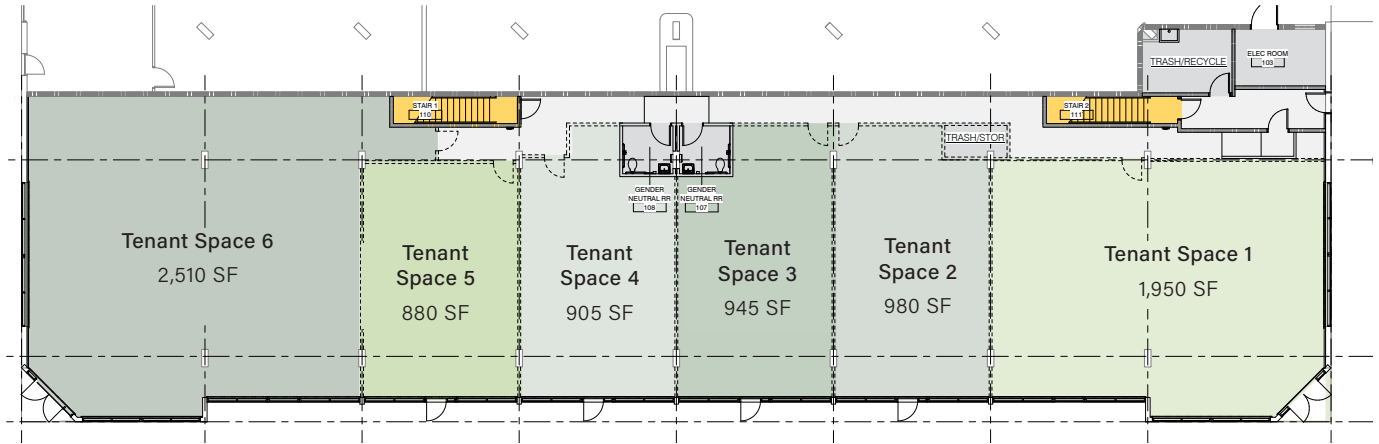 TRASH/RECYCLE
ELEC ROOM
103
STAIR 1
110
STAIR 2
111
TRASH/STOR
GENDER
NEUTRAL RR
108
GENDER
NEUTRAL RR
107
Tenant Space 6
2,510 SF
Tenant
Space 5
880 SF
Tenant
Space 4
905 SF
Tenant
Space 3
945 SF
Tenant
Space 2
980 SF
Tenant Space 1
1,950 SF